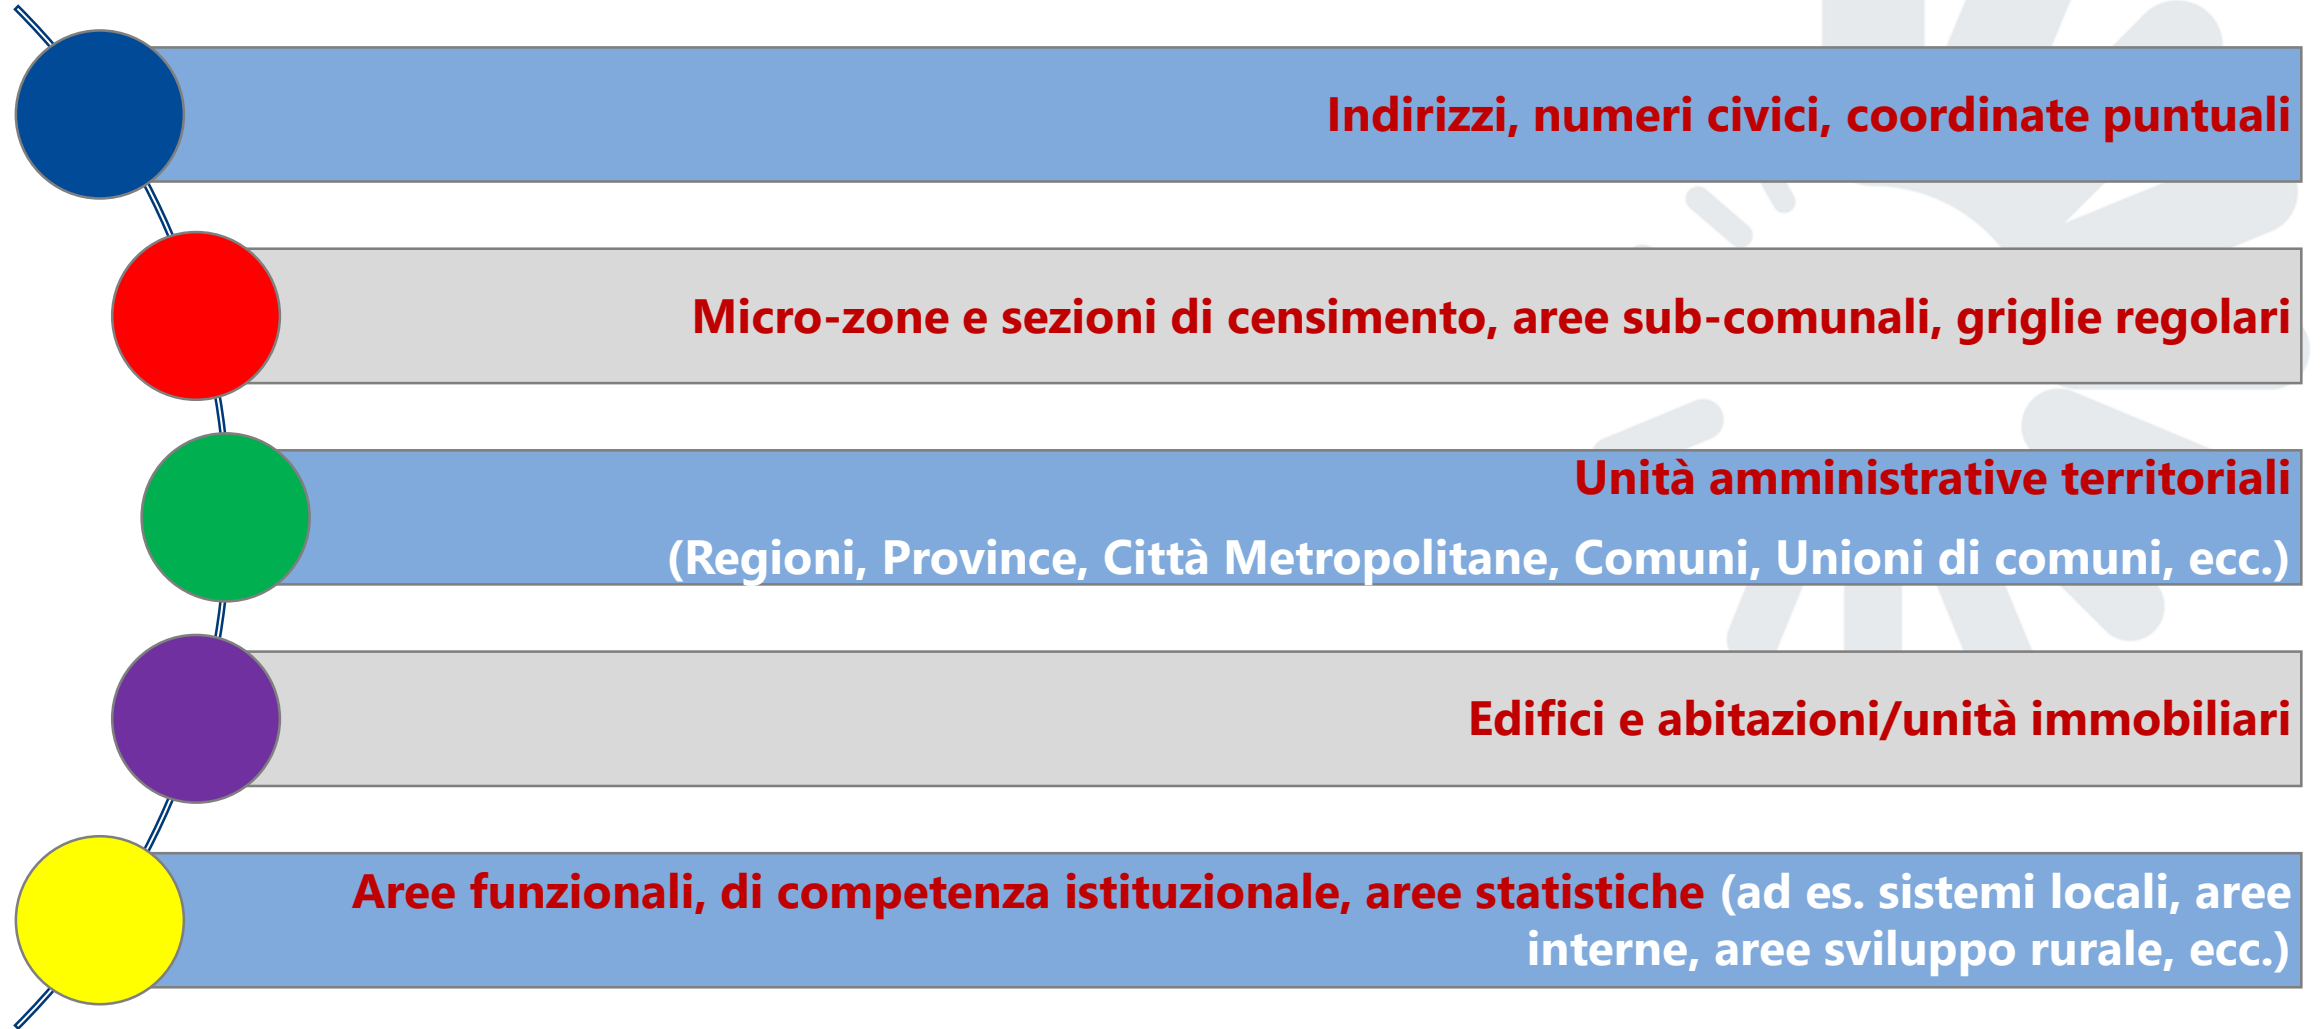 Indirizzi, numeri civici, coordinate puntuali
Micro-zone e sezioni di censimento, aree sub-comunali, griglie regolari
Unità amministrative territoriali
(Regioni, Province, Città Metropolitane, Comuni, Unioni di comuni, ecc.)
Edifici e abitazioni/unità immobiliari
Aree funzionali, di competenza istituzionale, aree statistiche (ad es. sistemi locali, aree
interne, aree sviluppo rurale, ecc.)